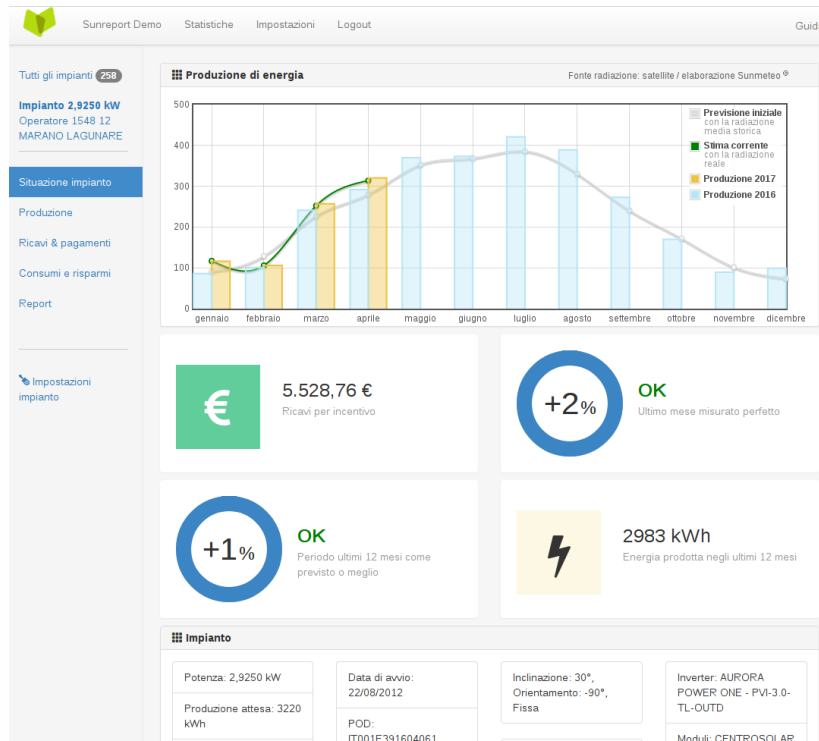 Sunreport Demo Statistiche Impostazioni Logout Guid
Tutti gli impianti 258
Impianto 2,9250 kW
Operatore 1548 12
MARANO LAGUNARE
Situazione impianto
Produzione
Ricavi & pagamenti
Consumi e risparmi
Report
Impostazioni
impianto
Produzione di energia
Fonte radiazione: satellite / elaborazione Sunmeteo ®
500
400
300
200
100
0
Previsione iniziale
con la radiazione
media storica
Stima corrente
con la radiazione
reale
Produzione 2017
Produzione 2016
gennaio febbraio marzo aprile maggio giugno luglio agosto settembre ottobre novembre dicembre
€
5.528,76 €
Ricavi per incentivo
+2%
OK
Ultimo mese misurato perfetto
+1%
OK
Periodo ultimi 12 mesi come
previsto o meglio
2983 kWh
Energia prodotta negli ultimi 12 mesi
Impianto
Potenza: 2,9250 kW
Produzione attesa: 3220
kWh
Data di avvio:
22/08/2012
POD:
IT001E391604061
Inclinazione: 30°,
Orientamento: -90°,
Fissa
Inverter: AURORA
POWER ONE - PVI-3.0-
TL-OUTD
Moduli: CENTROSOLAR